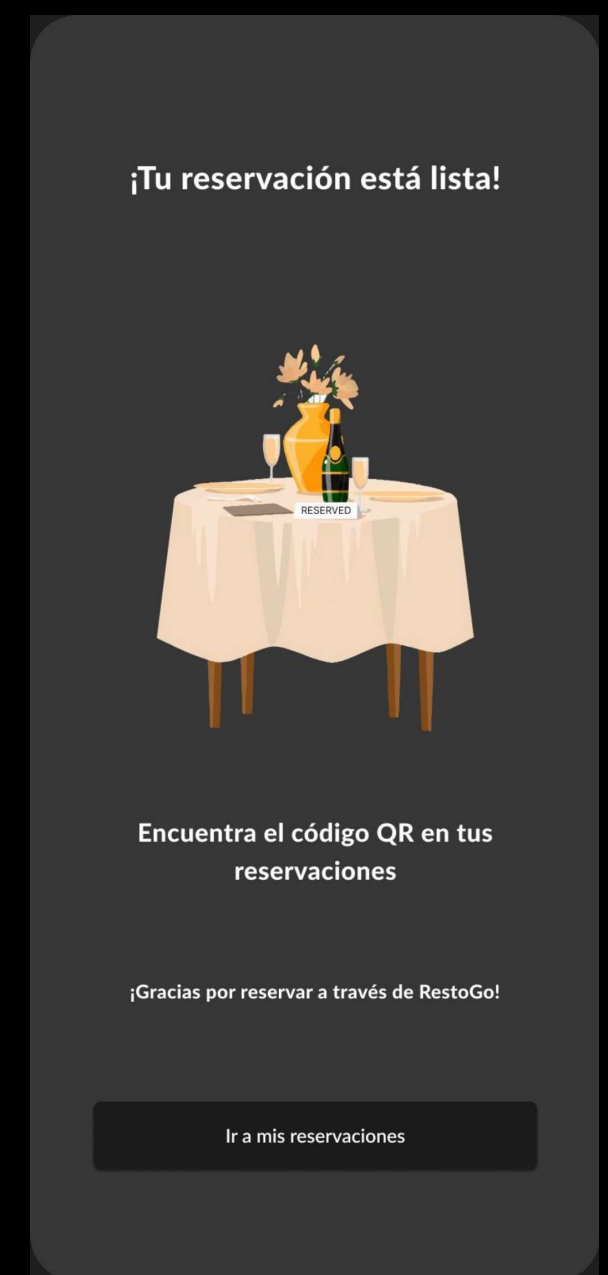 ¡Tu reservación está lista!
RESERVED
Encuentra el código QR en tus
reservaciones
¡Gracias por reservar a través de RestoGo!
Ir a mis reservaciones